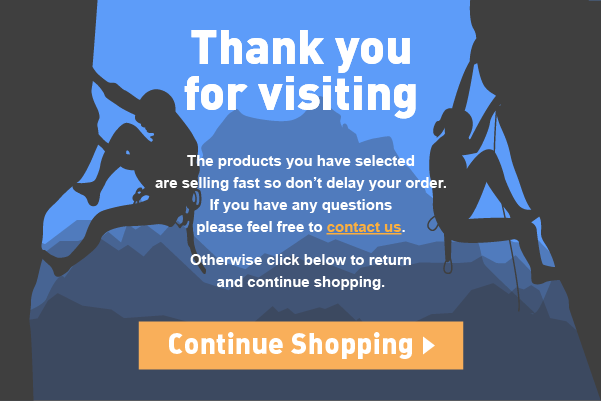 Thank you
for visiting
The products you have selected
are selling fast so don’t delay your order.
If you have any questions
please feel free to contact us.
Otherwise click below to return
and continue shopping.
Continue Shopping